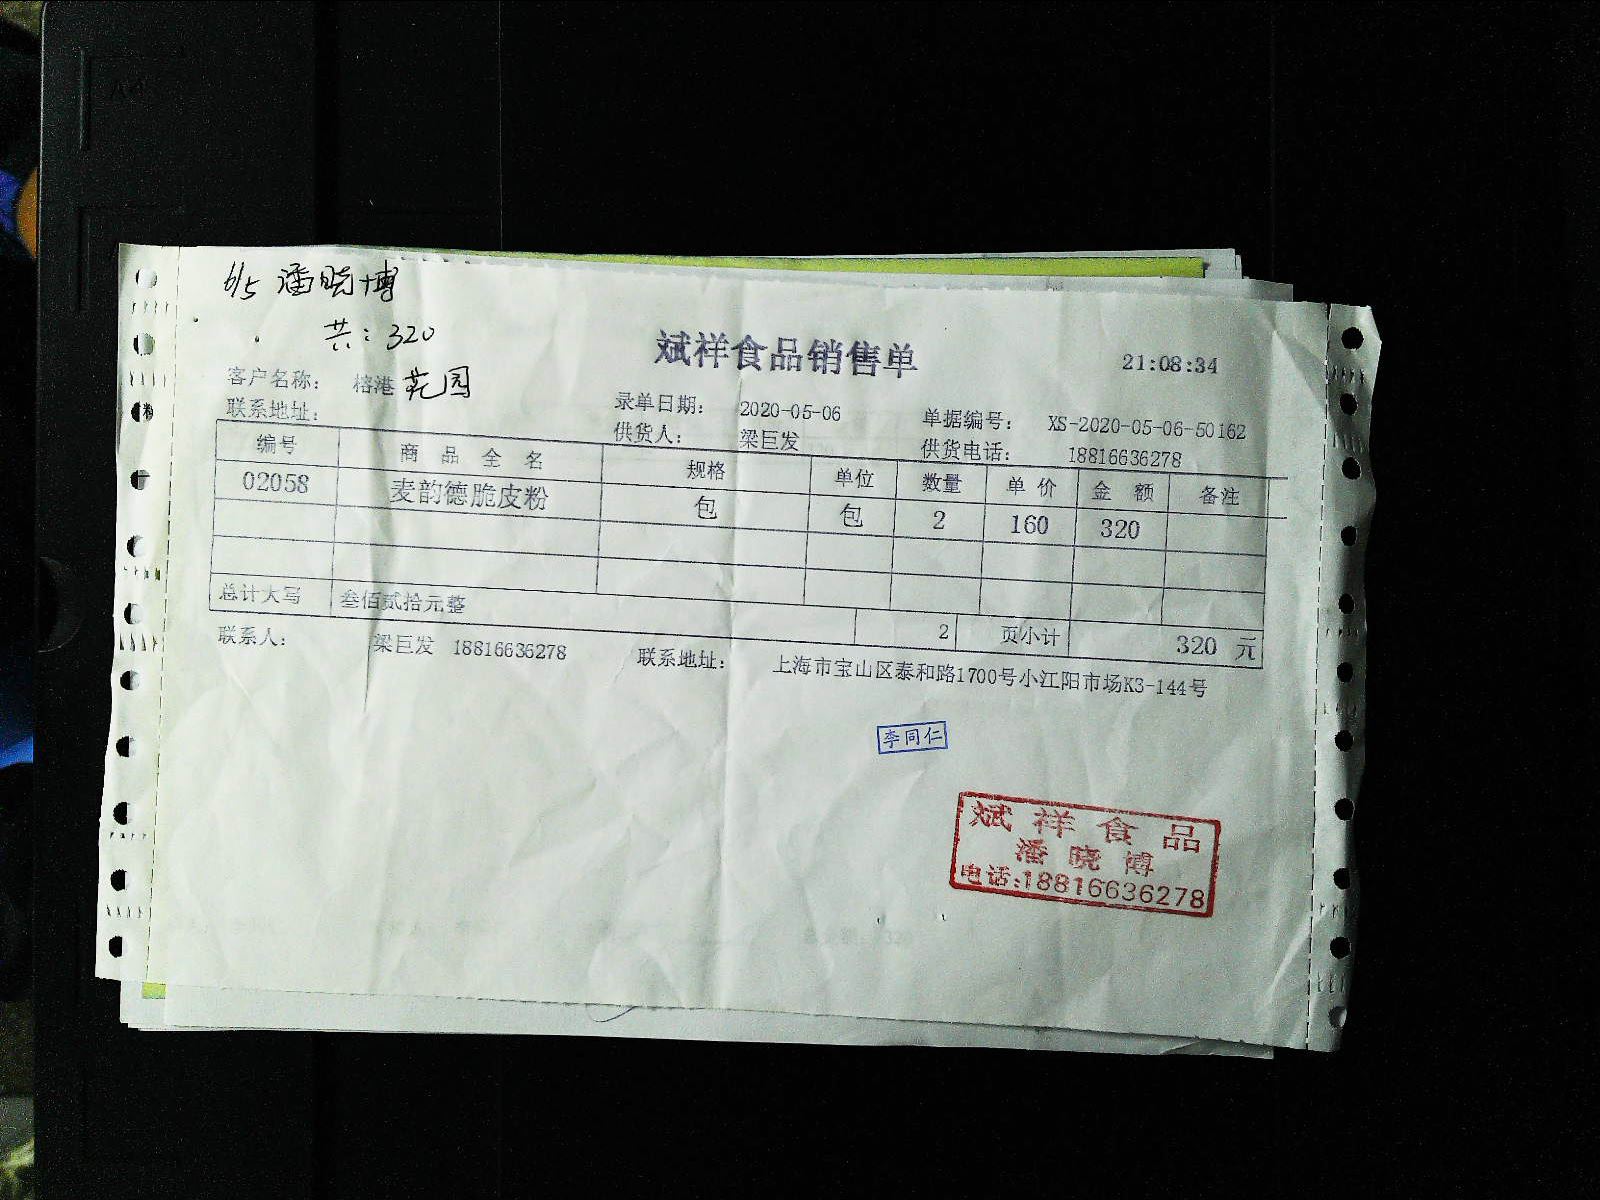 6/5 潘晓博
共: 320
斌祥食品销售单
21:08:34
客户名称: 榕港花园
录单日期: 2020-05-06
单据编号: XS-2020-05-06-50162
联系地址:
供货人: 梁巨发
供货电话: 18816636278
编号 商品全名 规格 单位 数量 单价 金额 备注
02058 麦韵德脆皮粉 包 包 2 160 320
总计大写 叁佰贰拾元整 2 页小计 320 元
联系人: 梁巨发 18816636278 联系地址: 上海市宝山区泰和路1700号小江阳市场K3-144号
李同仁
斌祥食品
潘晓博
电话:18816636278